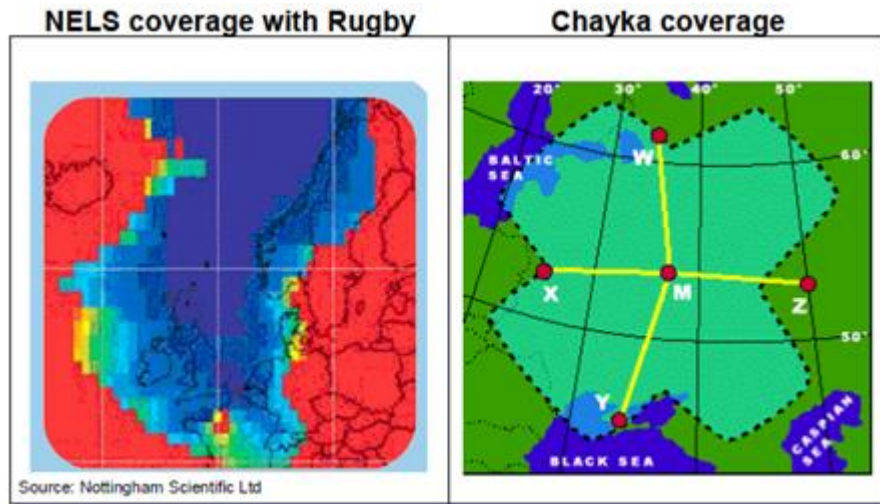 NELS coverage with Rugby
Chayka coverage
20°
30°
40°
50°
W
BALTIC
SEA
60°
X
M
Z
50°
Y
BLACK SEA
CASPIAN
SEA
Source: Nottingham Scientific Ltd